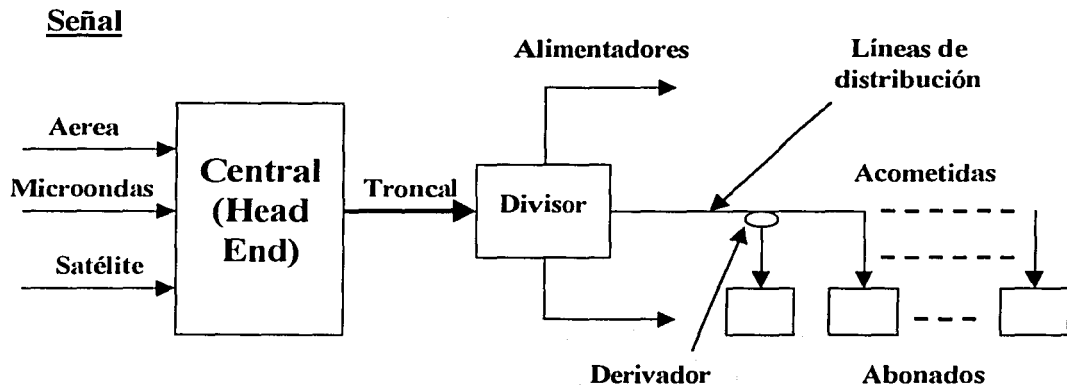 Señal
Aerea
Microondas
Satélite
Central
(Head
End)
Troncal
Divisor
Alimentadores
Líneas de
distribución
Acometidas
Derivador
Abonados